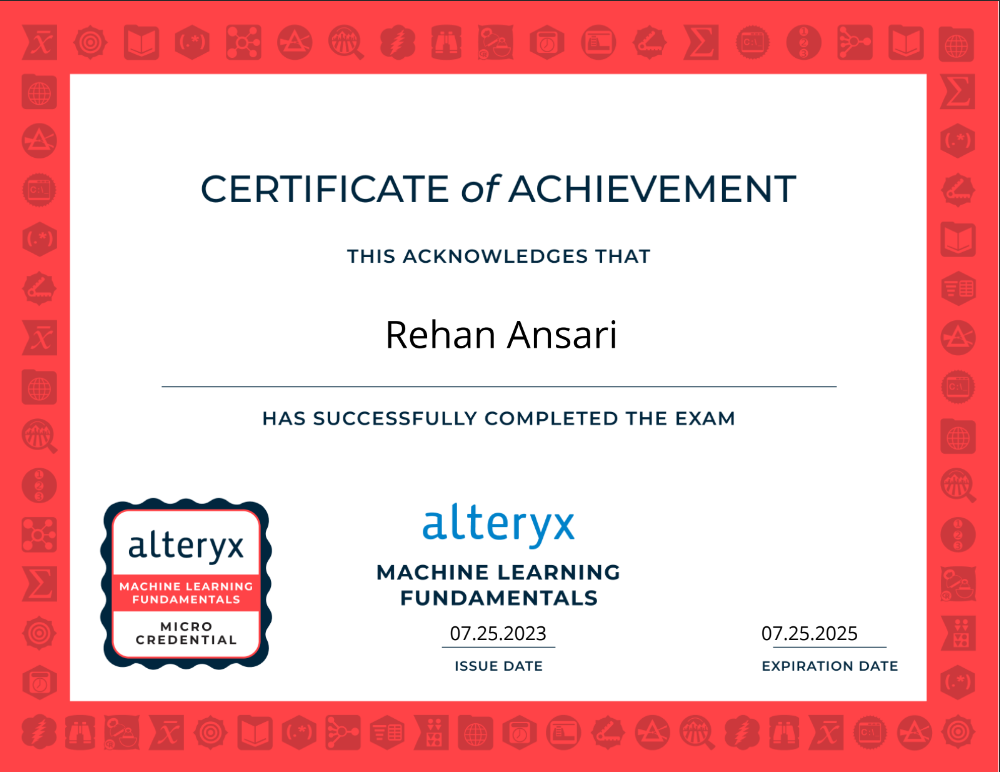 CERTIFICATE of ACHIEVEMENT
THIS ACKNOWLEDGES THAT
Rehan Ansari
HAS SUCCESSFULLY COMPLETED THE EXAM
alteryx
MACHINE LEARNING
FUNDAMENTALS
MICRO
CREDENTIAL
alteryx
MACHINE LEARNING
FUNDAMENTALS
07.25.2023
ISSUE DATE
07.25.2025
EXPIRATION DATE